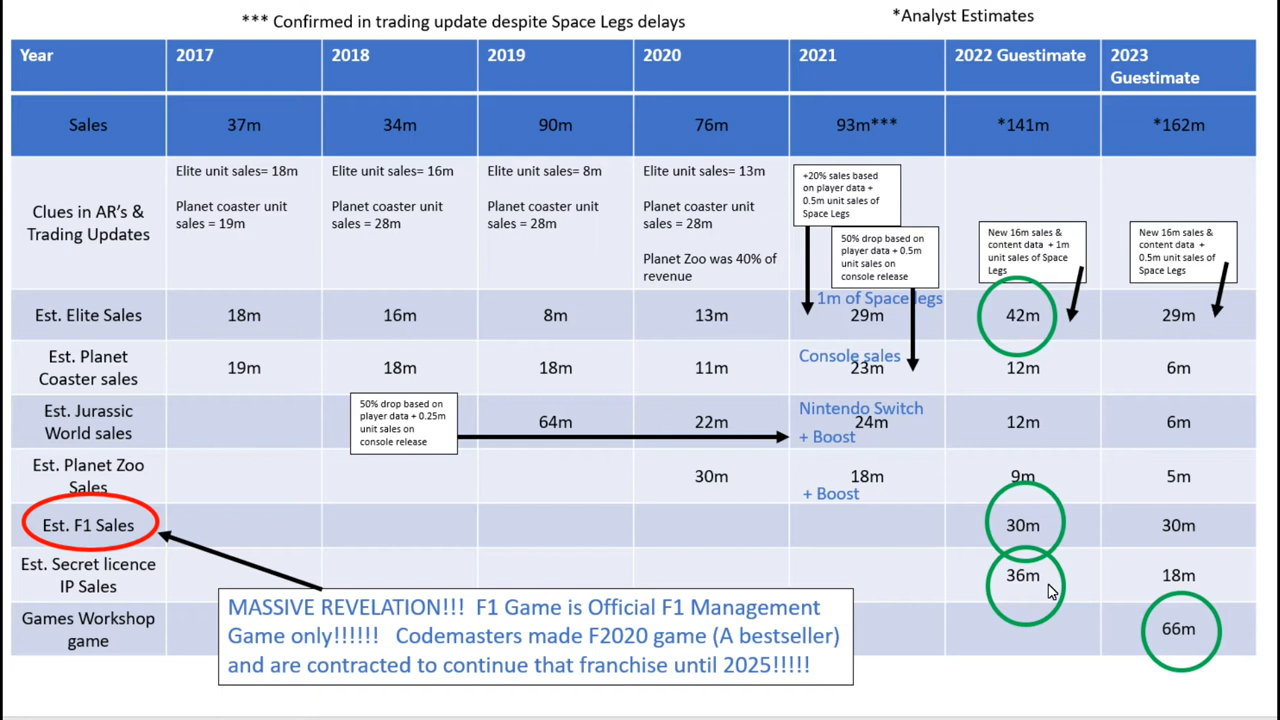 *** Confirmed in trading update despite Space Legs delays
*Analyst Estimates
Year
2017
2018
2019
2020
2021
2022 Guestimate
2023
Guestimate
Sales
37m
34m
90m
76m
93m***
*141m
*162m
Clues in AR's &
Trading Updates
Elite unit sales= 18m
Planet coaster unit
sales = 19m
Elite unit sales= 16m
Planet coaster unit
sales = 28m
Elite unit sales= 8m
Planet coaster unit
sales = 28m
Elite unit sales= 13m
Planet coaster unit
sales = 28m
Planet Zoo was 40% of
revenue
+20% sales based
on player data +
0.5m unit sales of
Space Legs
50% drop based on
player data + 0.5m
unit sales on
console release
New 16m sales &
content data + 1m
unit sales of Space
Legs
New 16m sales &
content data +
0.5m unit sales of
Space Legs
Est. Elite Sales
18m
16m
8m
13m
1m of Space legs
29m
42m
29m
Est. Planet
Coaster sales
19m
18m
18m
11m
Console sales
23m
12m
6m
Est. Jurassic
World sales
50% drop based on
player data + 0.25m
unit sales on
console release
64m
22m
Nintendo Switch
24m
+ Boost
12m
6m
Est. Planet Zoo
Sales
30m
18m
+ Boost
9m
5m
Est. F1 Sales
30m
30m
Est. Secret licence
IP Sales
36m
18m
Games Workshop
game
66m
MASSIVE REVELATION!!! F1 Game is Official F1 Management
Game only!!!!!! Codemasters made F2020 game (A bestseller)
and are contracted to continue that franchise until 2025!!!!!